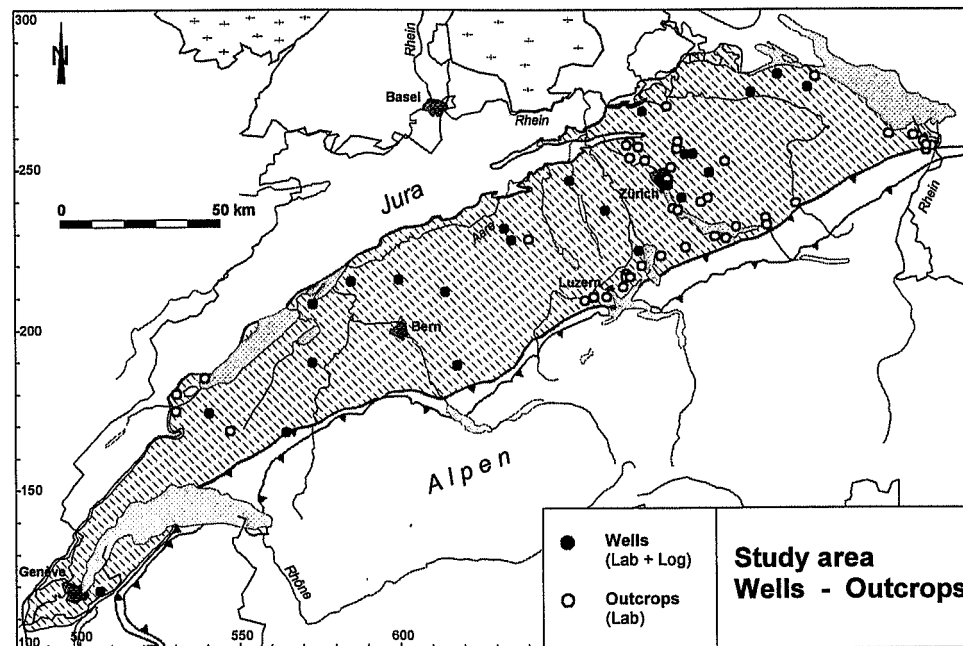 300
N
Rhein
Basel
Rhein
250
Jura
Zürich
Rhein
0
50 km
Aare
Luzern
200
Bern
Alpen
150
Wells
(Lab + Log)
Outcrops
(Lab)
Study area
Wells - Outcrops
Genève
Rhône
100
500
550
600